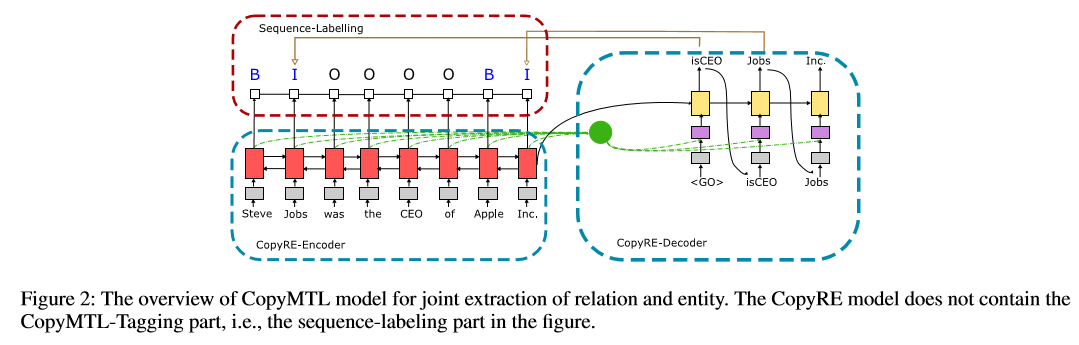 Sequence-Labelling
B I O O O O B I
isCEO Jobs Inc.
<GO> isCEO Jobs
Steve Jobs was the CEO of Apple Inc.
CopyRE-Encoder
CopyRE-Decoder
Figure 2: The overview of CopyMTL model for joint extraction of relation and entity. The CopyRE model does not contain the
CopyMTL-Tagging part, i.e., the sequence-labeling part in the figure.